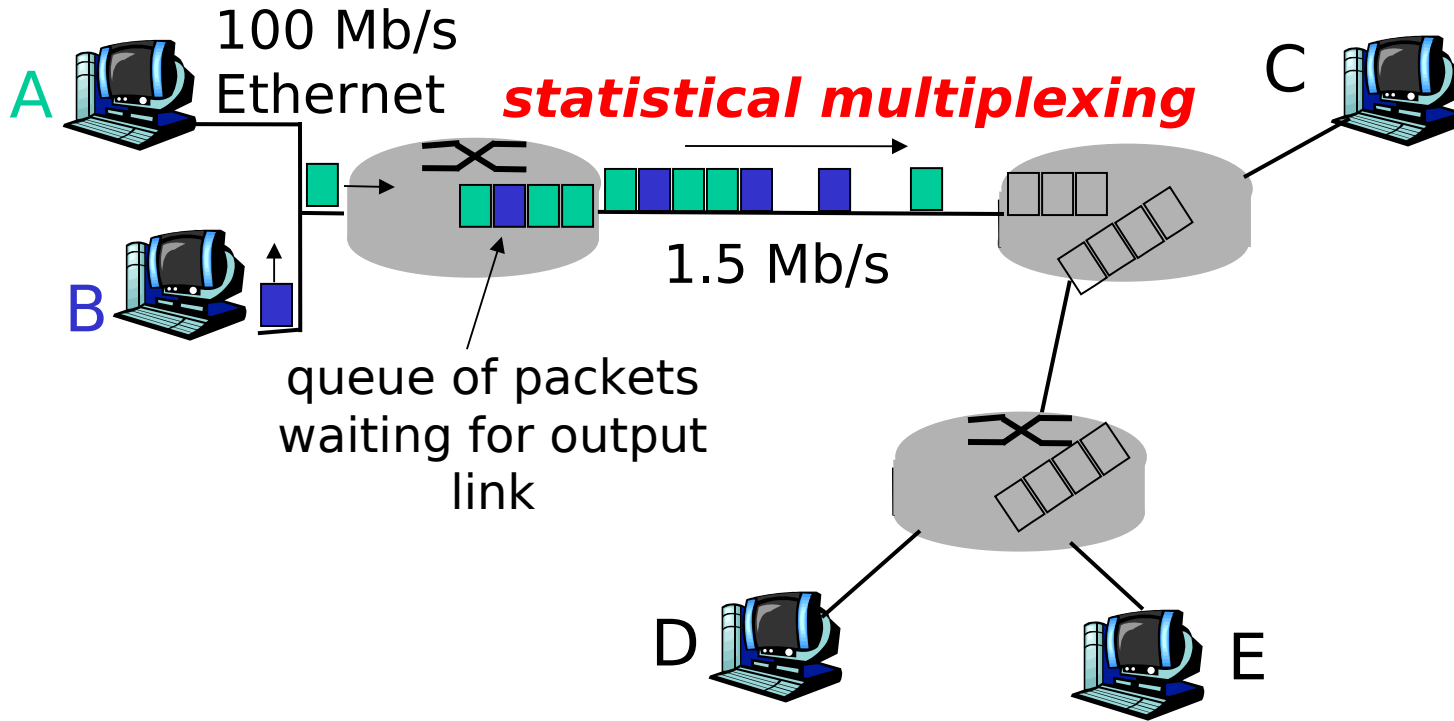 100 Mb/s
Ethernet
A
statistical multiplexing
C
1.5 Mb/s
B
queue of packets
waiting for output
link
D
E